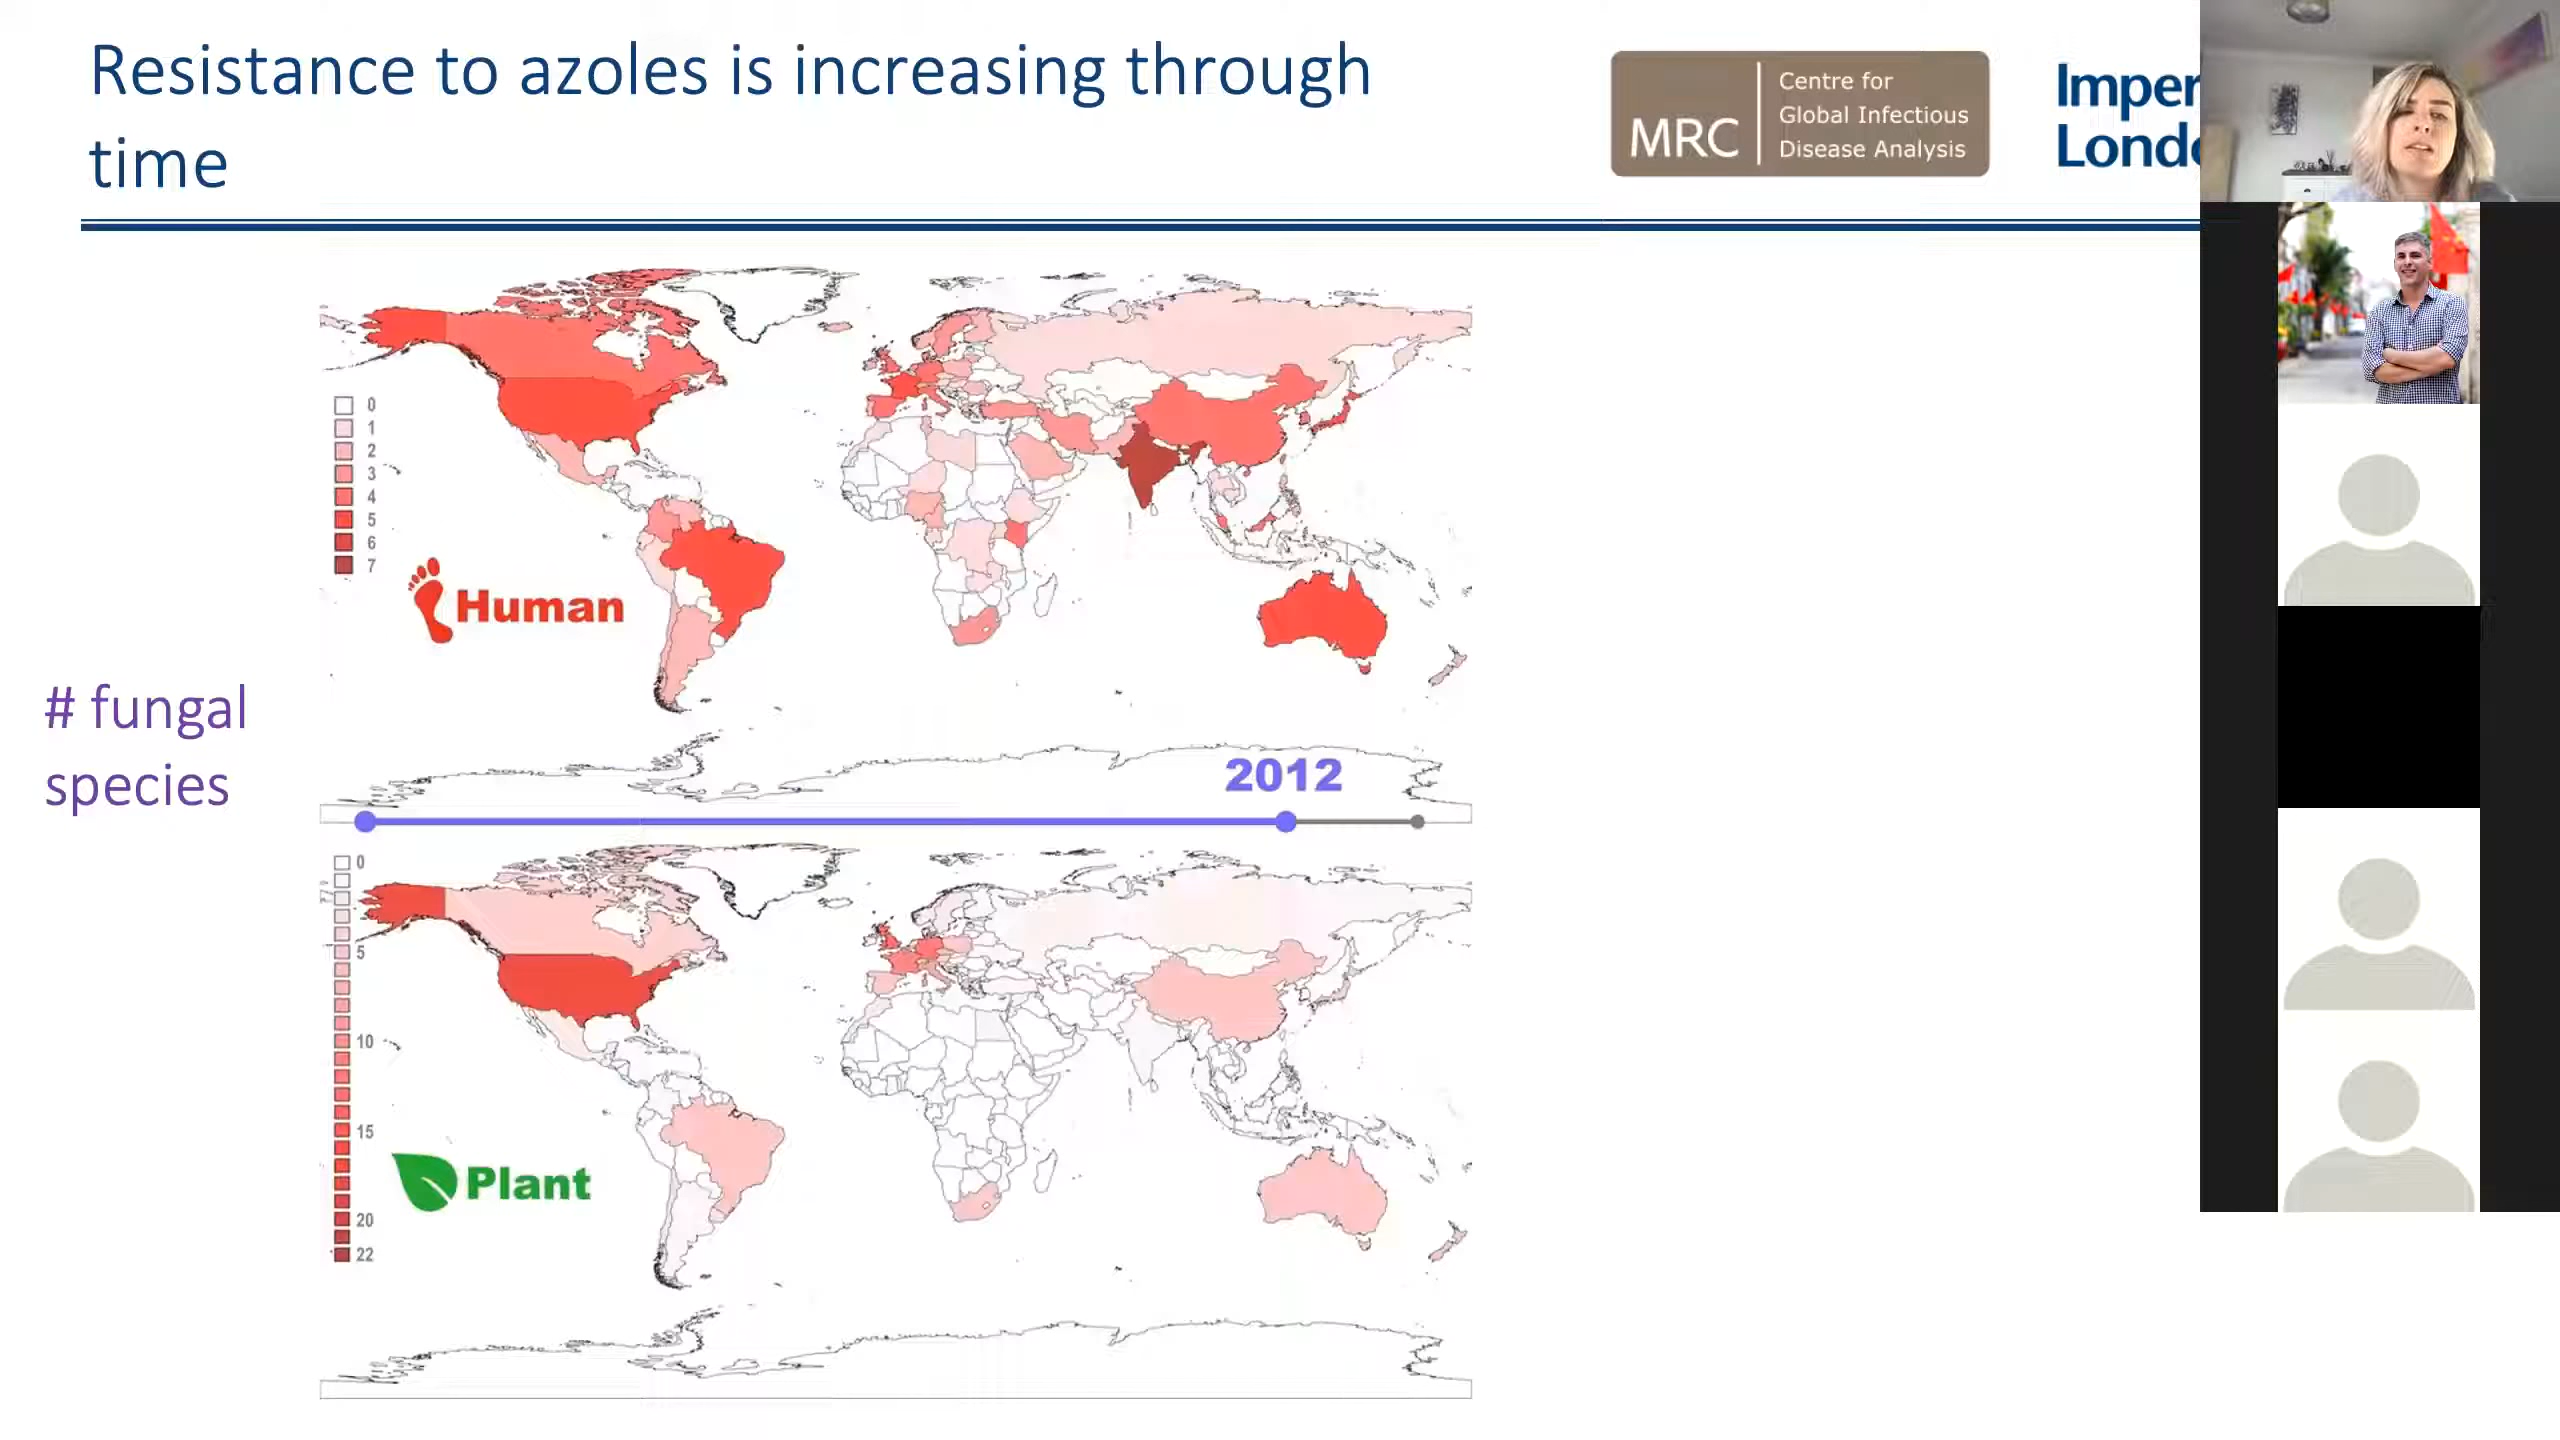 Resistance to azoles is increasing through
time
MRC
Centre for
Global Infectious
Disease Analysis
Imper
Lond
0
1
2
3
4
5
6
7
Human
# fungal
species
2012
0
5
10
15
20
22
Plant